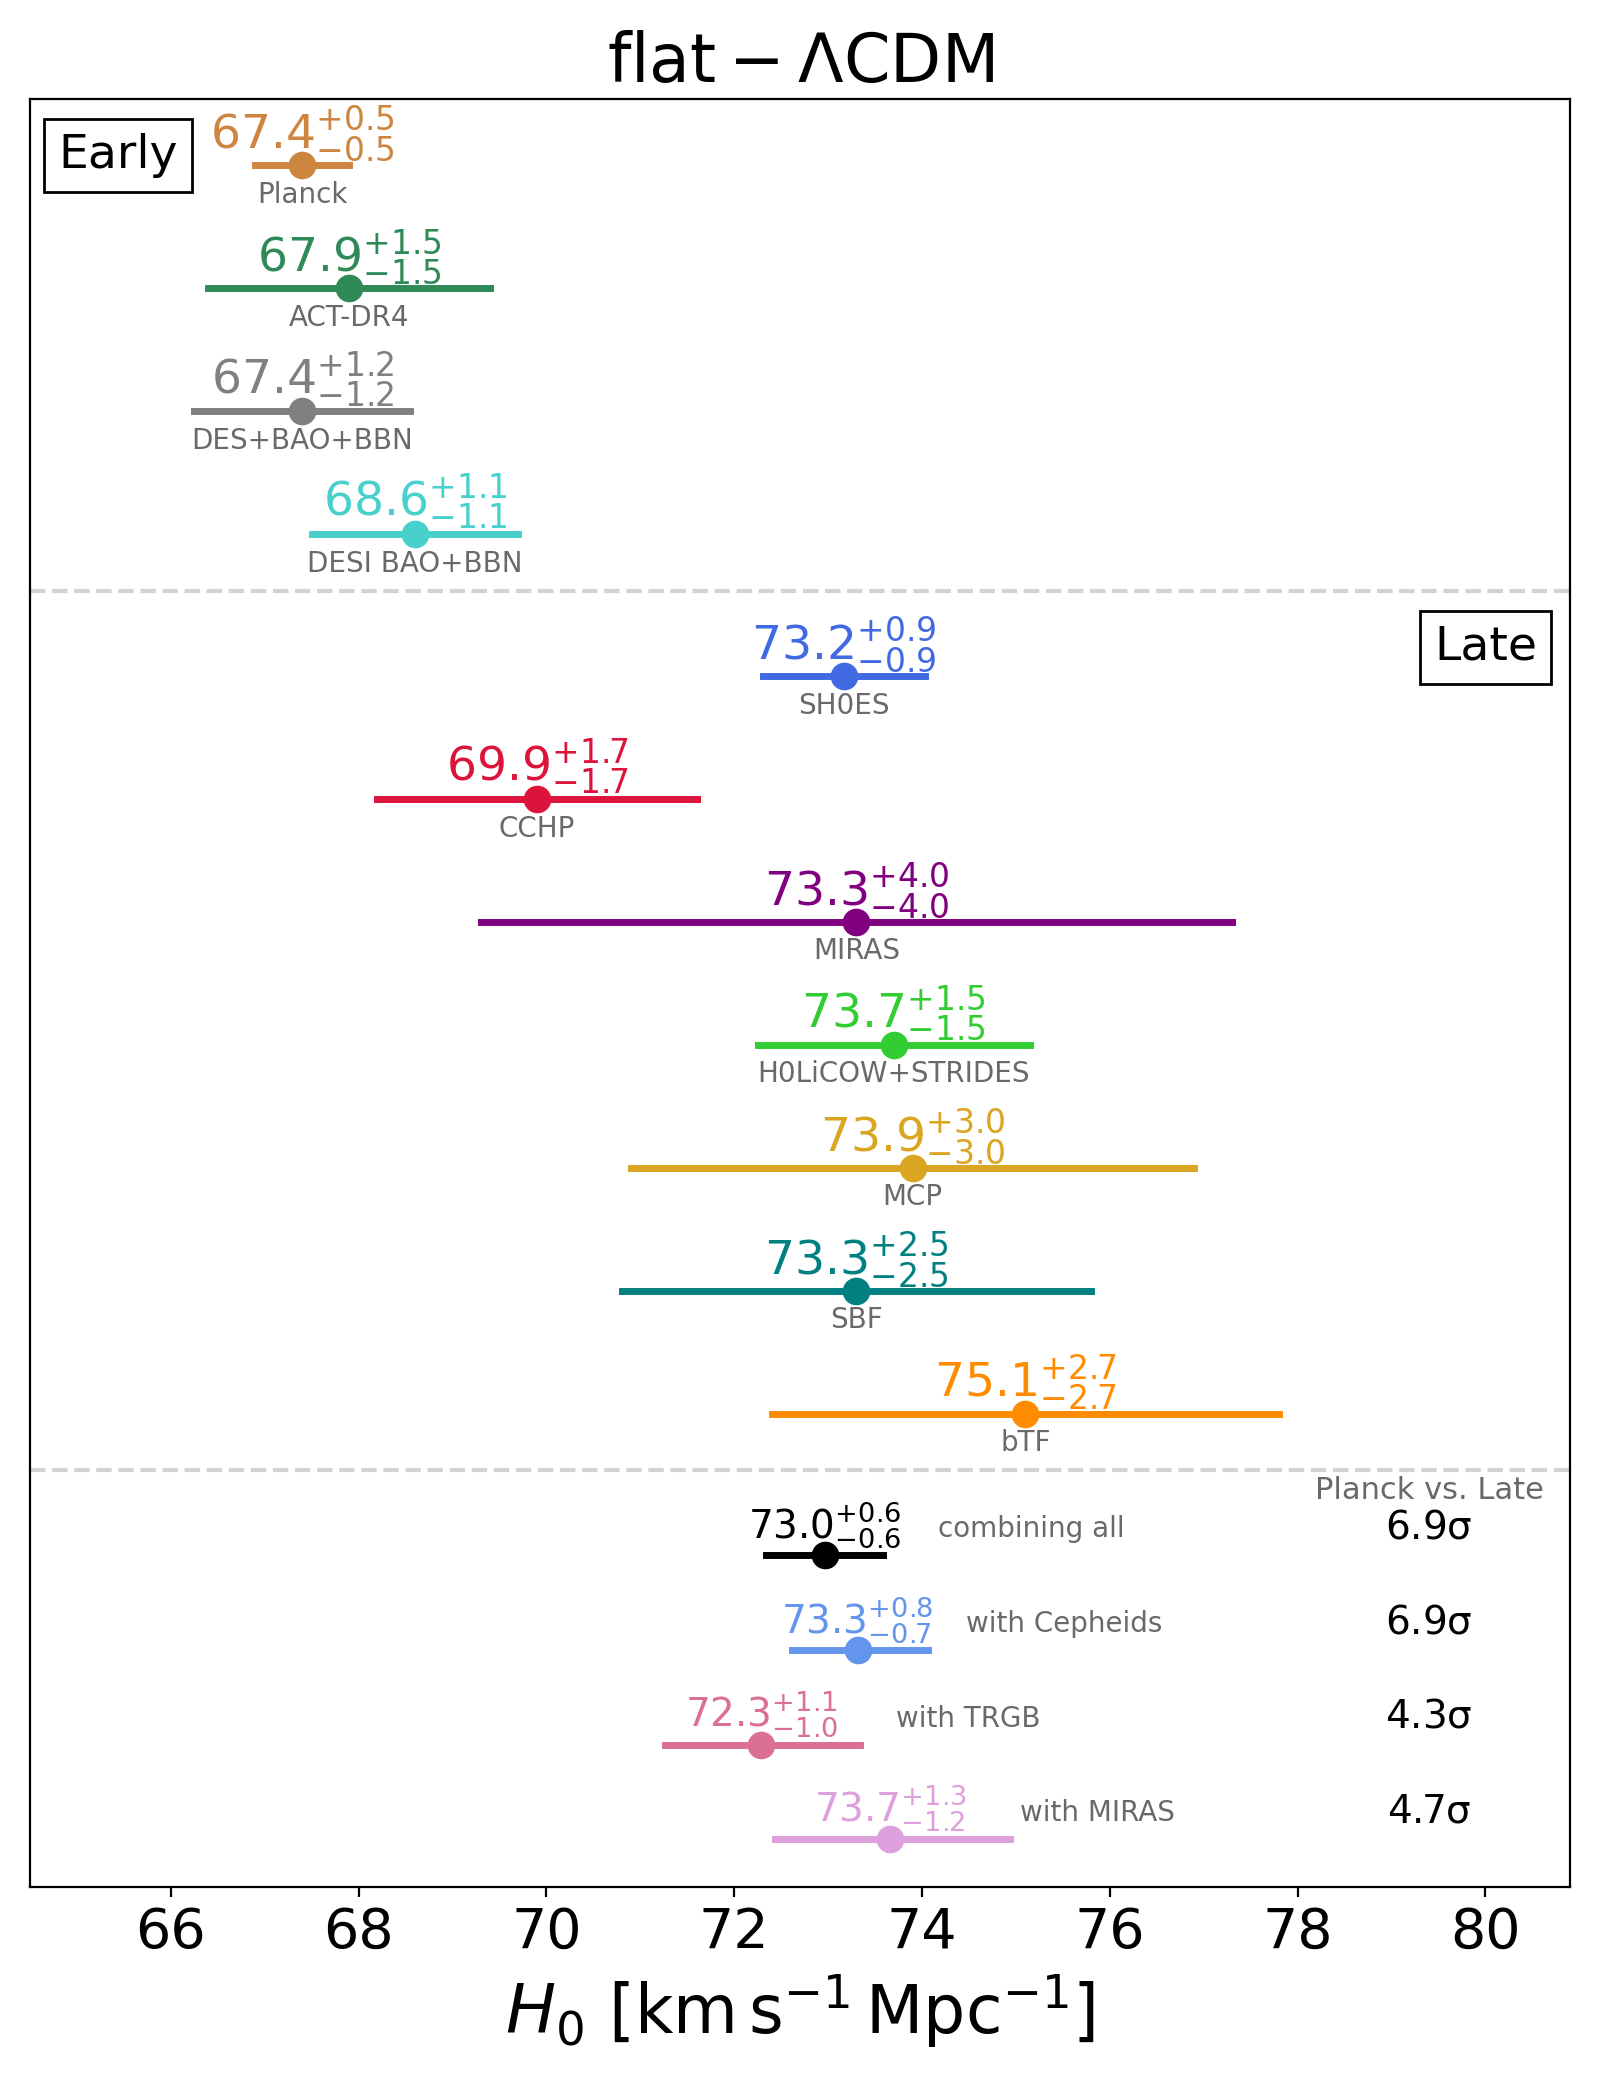 flat − ΛCDM
Early
67.4+0.5−0.5
Planck
67.9+1.5−1.5
ACT-DR4
67.4+1.2−1.2
DES+BAO+BBN
68.6+1.1−1.1
DESI BAO+BBN
Late
73.2+0.9−0.9
SH0ES
69.9+1.7−1.7
CCHP
73.3+4.0−4.0
MIRAS
73.7+1.5−1.5
H0LiCOW+STRIDES
73.9+3.0−3.0
MCP
73.3+2.5−2.5
SBF
75.1+2.7−2.7
bTF
Planck vs. Late
73.0+0.6−0.6 combining all 6.9σ
73.3+0.8−0.7 with Cepheids 6.9σ
72.3+1.1−1.0 with TRGB 4.3σ
73.7+1.3−1.2 with MIRAS 4.7σ
66 68 70 72 74 76 78 80
H₀ [km s⁻¹ Mpc⁻¹]